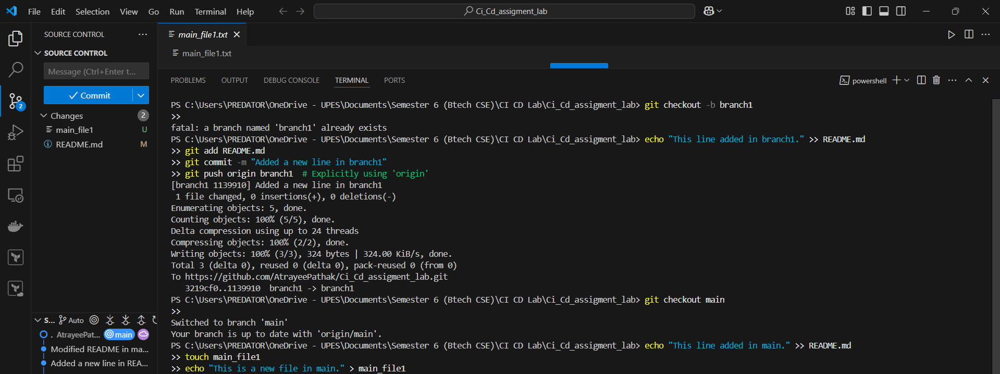 File Edit Selection View Go Run Terminal Help
Ci_Cd_assigment_lab
SOURCE CONTROL
SOURCE CONTROL
Message (Ctrl+Enter t...
Commit
Changes 2
main_file1 U
README.md M
2
S... Auto
. AtrayeePat... main
Modified README in ma...
Added a new line in REA...
main_file1.txt
main_file1.txt
PROBLEMS OUTPUT DEBUG CONSOLE TERMINAL PORTS
powershell
PS C:\Users\PREDATOR\OneDrive - UPES\Documents\Semester 6 (Btech CSE)\CI CD Lab\Ci_Cd_assigment_lab> git checkout -b branch1
>>
fatal: a branch named 'branch1' already exists
PS C:\Users\PREDATOR\OneDrive - UPES\Documents\Semester 6 (Btech CSE)\CI CD Lab\Ci_Cd_assigment_lab> echo "This line added in branch1." >> README.md
>> git add README.md
>> git commit -m "Added a new line in branch1"
>> git push origin branch1  # Explicitly using 'origin'
[branch1 1139910] Added a new line in branch1
 1 file changed, 0 insertions(+), 0 deletions(-)
Enumerating objects: 5, done.
Counting objects: 100% (5/5), done.
Delta compression using up to 24 threads
Compressing objects: 100% (2/2), done.
Writing objects: 100% (3/3), 324 bytes | 324.00 KiB/s, done.
Total 3 (delta 0), reused 0 (delta 0), pack-reused 0 (from 0)
To https://github.com/AtrayeePathak/Ci_Cd_assigment_lab.git
   3219cf0..1139910  branch1 -> branch1
PS C:\Users\PREDATOR\OneDrive - UPES\Documents\Semester 6 (Btech CSE)\CI CD Lab\Ci_Cd_assigment_lab> git checkout main
>>
Switched to branch 'main'
Your branch is up to date with 'origin/main'.
PS C:\Users\PREDATOR\OneDrive - UPES\Documents\Semester 6 (Btech CSE)\CI CD Lab\Ci_Cd_assigment_lab> echo "This line added in main." >> README.md
>> touch main_file1
>> echo "This is a new file in main." > main_file1